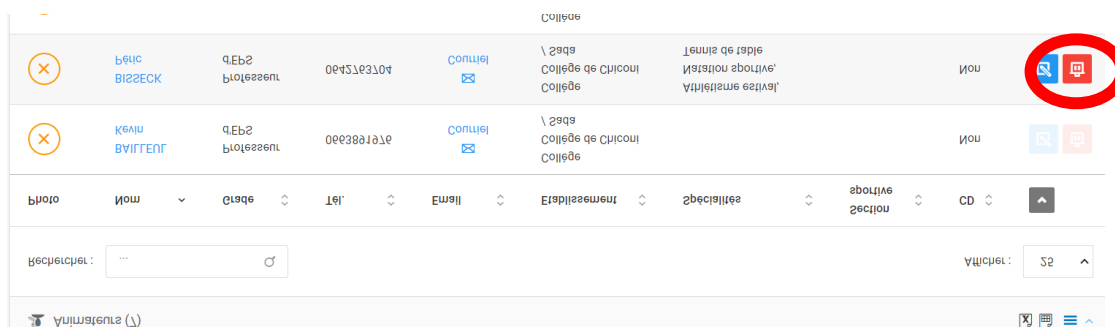 Animateurs (7)
Rechercher :
...
Afficher :
25
Photo
Nom
Grade
Tél.
Email
Etablissement
Spécialités
Section
sportive
CD
BAILLEUL
Kevin
Professeur
d'EPS
0663891976
Courriel
Collège
Collège de Chiconi
/ Sada
Non
BISSECK
Péric
Professeur
d'EPS
0642763704
Courriel
Collège
Collège de Chiconi
/ Sada
Athlétisme estival,
Natation sportive,
Tennis de table
Non
Collège